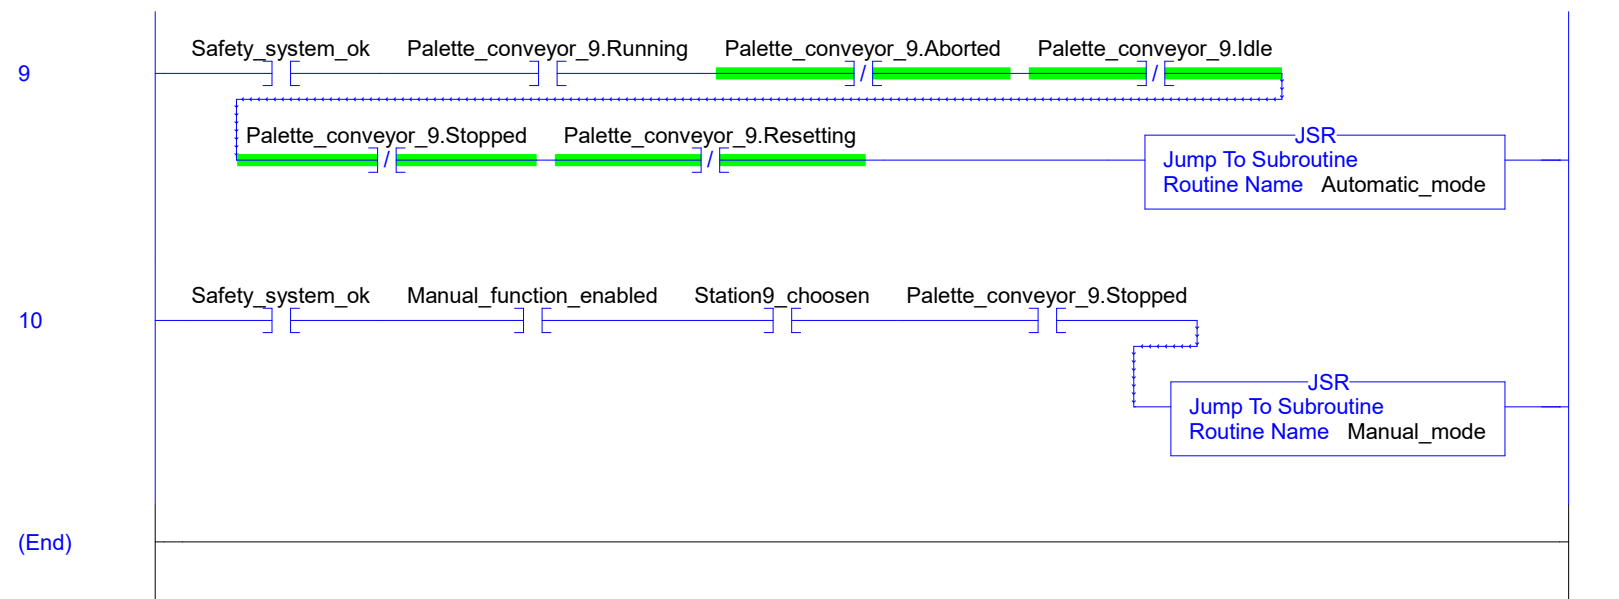 Safety_system_ok Palette_conveyor_9.Running Palette_conveyor_9.Aborted Palette_conveyor_9.Idle
9 / /
Palette_conveyor_9.Stopped Palette_conveyor_9.Resetting JSR
/ / Jump To Subroutine
Routine Name Automatic_mode
Safety_system_ok Manual_function_enabled Station9_choosen Palette_conveyor_9.Stopped
10
JSR
Jump To Subroutine
Routine Name Manual_mode
(End)